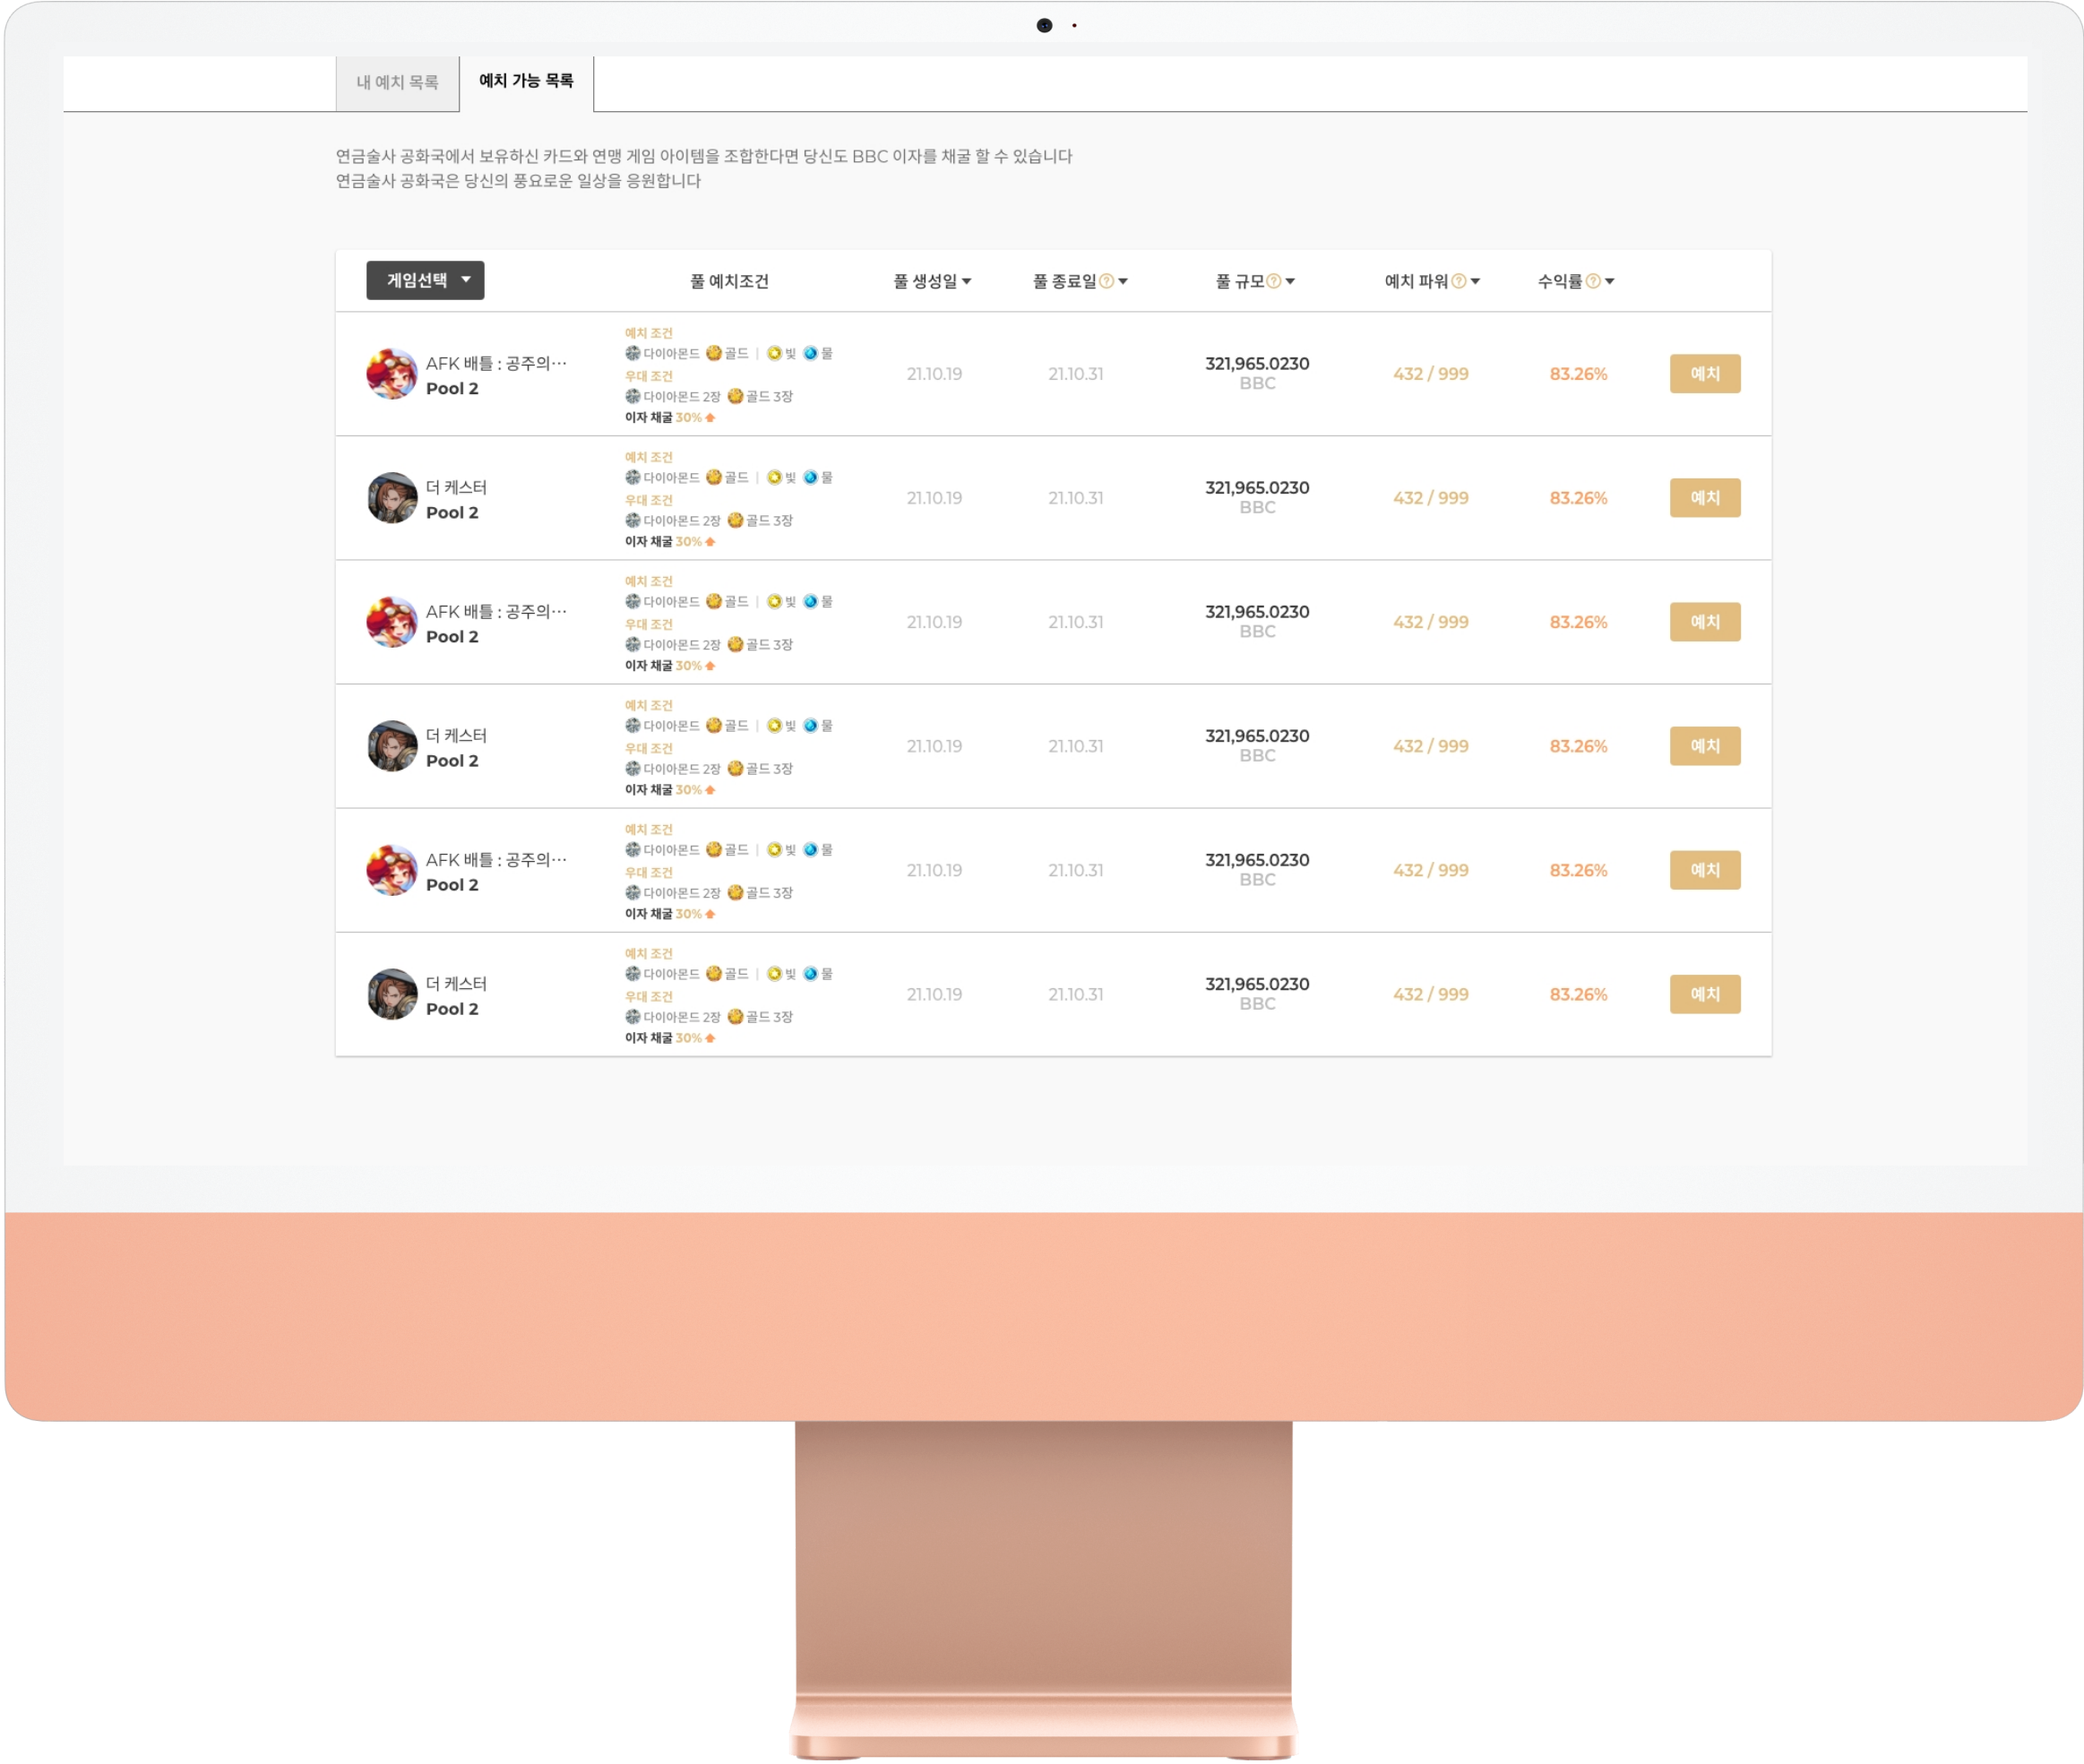 내 예치 목록
예치 가능 목록
연금술사 공화국에서 보유하신 카드와 연맹 게임 아이템을 조합한다면 당신도 BBC 이자를 채굴 할 수 있습니다
연금술사 공화국은 당신의 풍요로운 일상을 응원합니다
게임선택 풀 예치조건 풀 생성일 풀 종료일 풀 규모 예치 파워 수익률
AFK 배틀 : 공주의…
Pool 2
예치 조건
다이아몬드 골드 | 빛 물
우대 조건
다이아몬드 2장 골드 3장
이자 채굴 30%
21.10.19
21.10.31
321,965.0230
BBC
432 / 999
83.26%
예치
더 케스터
Pool 2
예치 조건
다이아몬드 골드 | 빛 물
우대 조건
다이아몬드 2장 골드 3장
이자 채굴 30%
21.10.19
21.10.31
321,965.0230
BBC
432 / 999
83.26%
예치
AFK 배틀 : 공주의…
Pool 2
예치 조건
다이아몬드 골드 | 빛 물
우대 조건
다이아몬드 2장 골드 3장
이자 채굴 30%
21.10.19
21.10.31
321,965.0230
BBC
432 / 999
83.26%
예치
더 케스터
Pool 2
예치 조건
다이아몬드 골드 | 빛 물
우대 조건
다이아몬드 2장 골드 3장
이자 채굴 30%
21.10.19
21.10.31
321,965.0230
BBC
432 / 999
83.26%
예치
AFK 배틀 : 공주의…
Pool 2
예치 조건
다이아몬드 골드 | 빛 물
우대 조건
다이아몬드 2장 골드 3장
이자 채굴 30%
21.10.19
21.10.31
321,965.0230
BBC
432 / 999
83.26%
예치
더 케스터
Pool 2
예치 조건
다이아몬드 골드 | 빛 물
우대 조건
다이아몬드 2장 골드 3장
이자 채굴 30%
21.10.19
21.10.31
321,965.0230
BBC
432 / 999
83.26%
예치